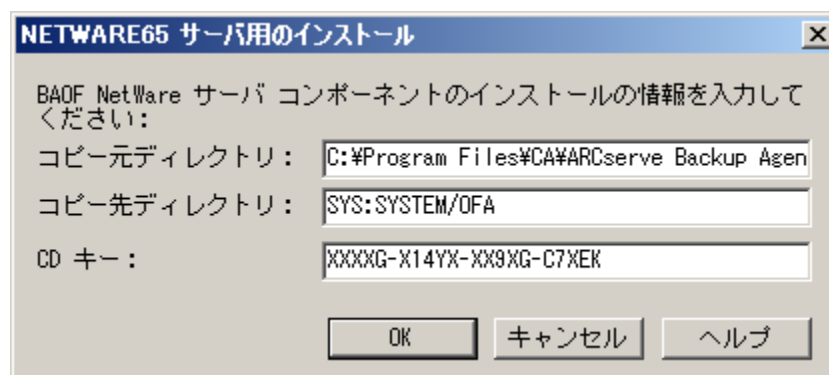 NETWARE65 サーバ用のインストール
BAOF NetWare サーバ コンポーネントのインストールの情報を入力して
ください:
コピー元ディレクトリ: C:¥Program Files¥CA¥ARCserve Backup Agen
コピー先ディレクトリ: SYS:SYSTEM/OFA
CD キー: XXXXG-X14YX-XX9XG-C7XEK
OK キャンセル ヘルプ